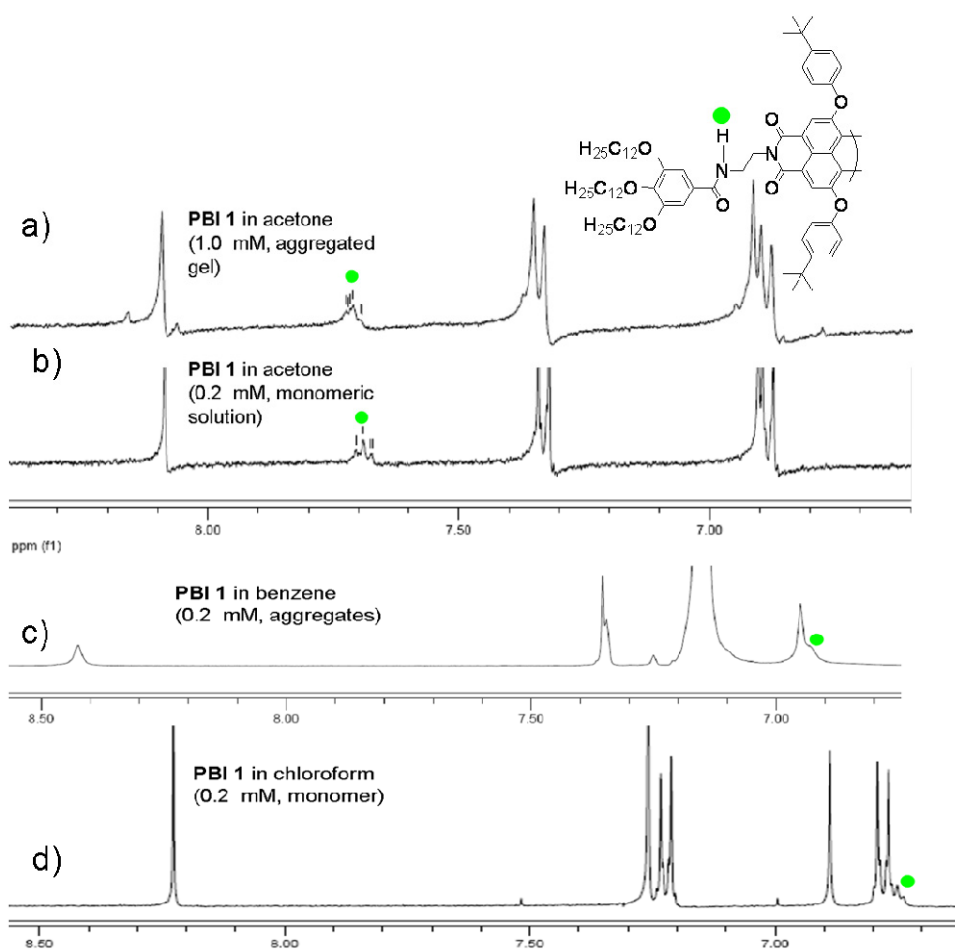 O
H
O
N
H₂₅C₁₂O
N
O
H₂₅C₁₂O
O
O
H₂₅C₁₂O
O
a)
PBI 1 in acetone
(1.0 mM, aggregated
gel)
b)
PBI 1 in acetone
(0.2 mM, monomeric
solution)
8.00 7.50 7.00
ppm (f1)
PBI 1 in benzene
(0.2 mM, aggregates)
c)
8.50 8.00 7.50 7.00
PBI 1 in chloroform
(0.2 mM, monomer)
d)
8.50 8.00 7.50 7.00